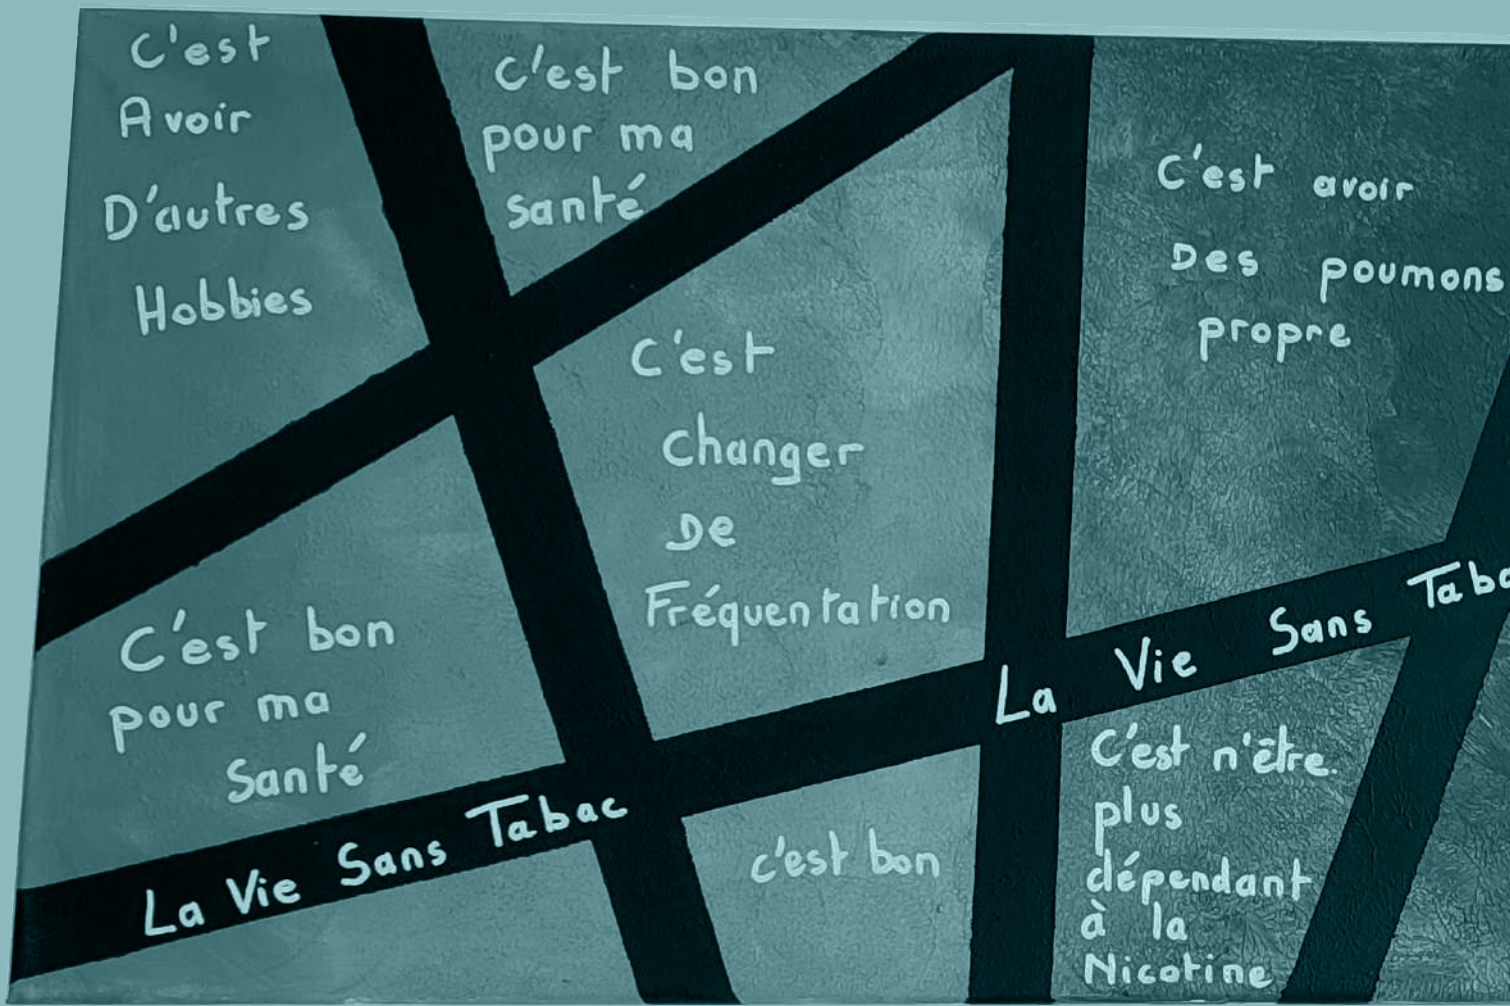 C'est
Avoir
D'autres
Hobbies
C'est bon
pour ma
santé
C'est
changer
De
Fréquentation
C'est avoir
Des poumons
propre
C'est bon
pour ma
Santé
La Vie Sans Tabac
La Vie Sans
c'est bon
C'est n'être
plus
dépendant
à la
Nicotine